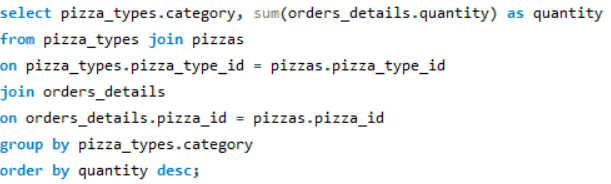 select pizza_types.category, sum(orders_details.quantity) as quantity
from pizza_types join pizzas
on pizza_types.pizza_type_id = pizzas.pizza_type_id
join orders_details
on orders_details.pizza_id = pizzas.pizza_id
group by pizza_types.category
order by quantity desc;